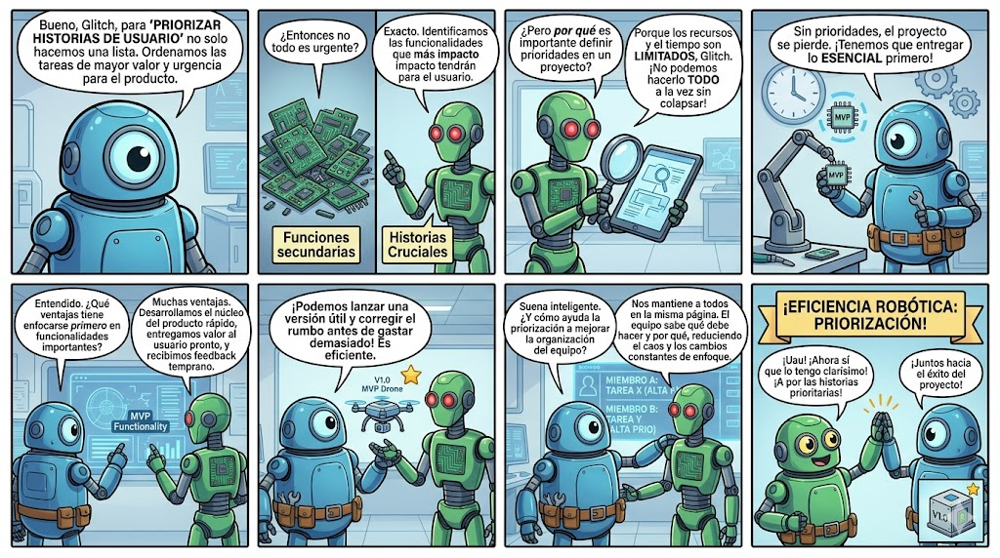 Bueno, Glitch, para 'PRIORIZAR
HISTORIAS DE USUARIO' no solo
hacemos una lista. Ordenamos las
tareas de mayor valor y urgencia
para el producto.
¿Entonces no
todo es urgente?
Funciones
secundarias
Exacto. Identificamos
las funcionalidades
que más impacto
impacto tendrán
para el usuario.
Historias
Cruciales
¿Pero por qué es
importante definir
prioridades en un
proyecto?
Porque los recursos
y el tiempo son
LIMITADOS, Glitch.
¡No podemos
hacerlo TODO
a la vez sin
colapsar!
Sin prioridades, el proyecto
se pierde. ¡Tenemos que entregar
lo ESENCIAL primero!
MVP
MVP
Entendido. ¿Qué
ventajas tiene
enfocarse primero en
funcionalidades
importantes?
Muchas ventajas.
Desarrollamos el núcleo
del producto rápido,
entregamos valor al
usuario pronto, y
recibimos feedback
temprano.
MVP
Functionality
¡Podemos lanzar una
versión útil y corregir el
rumbo antes de gastar
demasiado! Es
eficiente.
V1.0
MVP Drone
Suena inteligente.
¿Y cómo ayuda la
priorización a mejorar
la organización
del equipo?
Nos mantiene a todos
en la misma página. El
equipo sabe qué debe
hacer y por qué, reduciendo
el caos y los cambios
constantes de enfoque.
MIEMBRO A:
TAREA X (ALTA
MIEMBRO B:
TAREA Y
(ALTA PRIO)
¡EFICIENCIA ROBÓTICA:
PRIORIZACIÓN!
¡Uau! ¡Ahora sí
que lo tengo clarísimo!
¡A por las historias
prioritarias!
¡Juntos hacia
el éxito del
proyecto!
V1.0